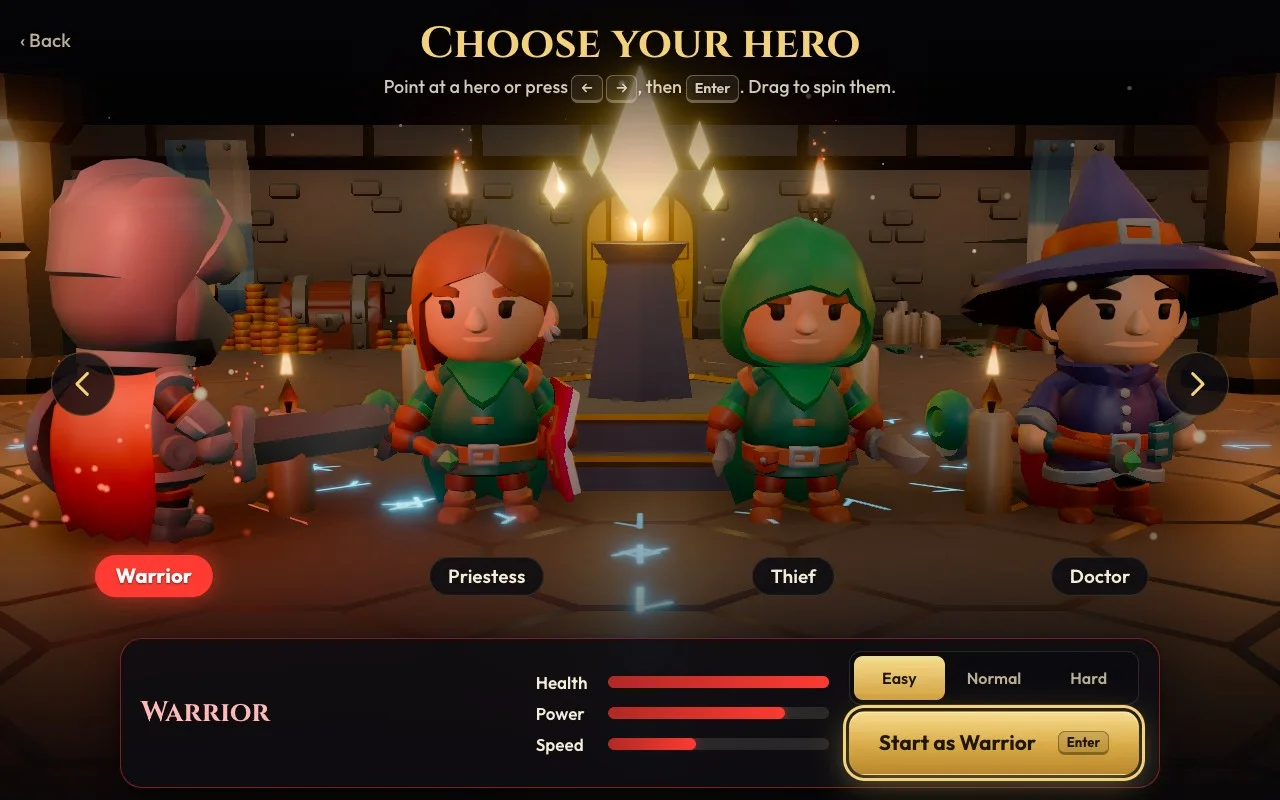 ‹ Back
Choose your hero
Point at a hero or press ← → , then Enter . Drag to spin them.
Warrior
Priestess
Thief
Doctor
Warrior
Health
Power
Speed
Easy
Normal
Hard
Start as Warrior Enter